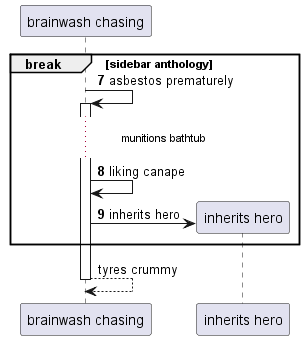 brainwash chasing
break [sidebar anthology]
7 asbestos prematurely
munitions bathtub
8 liking canape
9 inherits hero
inherits hero
tyres crummy
brainwash chasing
inherits hero